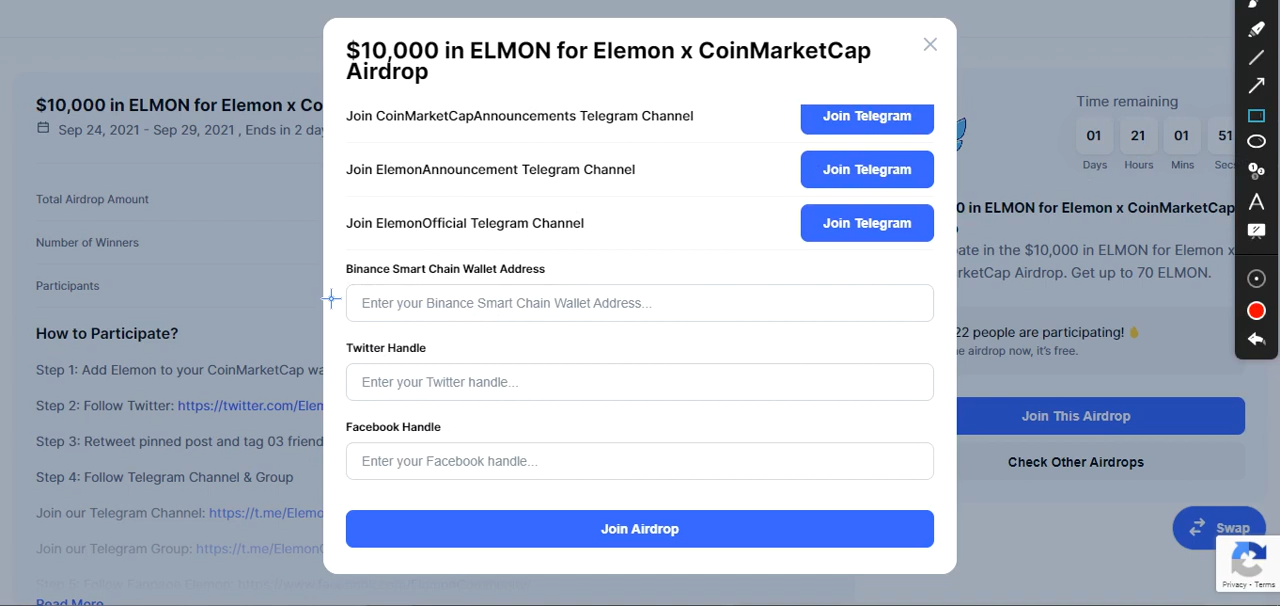 $10,000 in ELMON for Elemon x CoinMarketCap
Airdrop
Join CoinMarketCapAnnouncements Telegram Channel
Join Telegram
Join ElemonAnnouncement Telegram Channel
Join Telegram
Join ElemonOfficial Telegram Channel
Join Telegram
Binance Smart Chain Wallet Address
Enter your Binance Smart Chain Wallet Address...
Twitter Handle
Enter your Twitter handle...
Facebook Handle
Enter your Facebook handle...
Join Airdrop
$10,000 in ELMON for Elemon x Co
Sep 24, 2021 - Sep 29, 2021 , Ends in 2 da
Total Airdrop Amount
Number of Winners
Participants
How to Participate?
Step 1: Add Elemon to your CoinMarketCap wa
Step 2: Follow Twitter: https://twitter.com/Elem
Step 3: Retweet pinned post and tag 03 friend
Step 4: Follow Telegram Channel & Group
Join our Telegram Channel: https://t.me/Elemo
Join our Telegram Group: https://t.me/Elemon
Read More
Time remaining
01 21 01 51
Days Hours Mins Secs
0 in ELMON for Elemon x CoinMarketCap
ate in the $10,000 in ELMON for Elemon x
rketCap Airdrop. Get up to 70 ELMON.
22 people are participating!
e airdrop now, it's free.
Join This Airdrop
Check Other Airdrops
Swap
Privacy - Terms